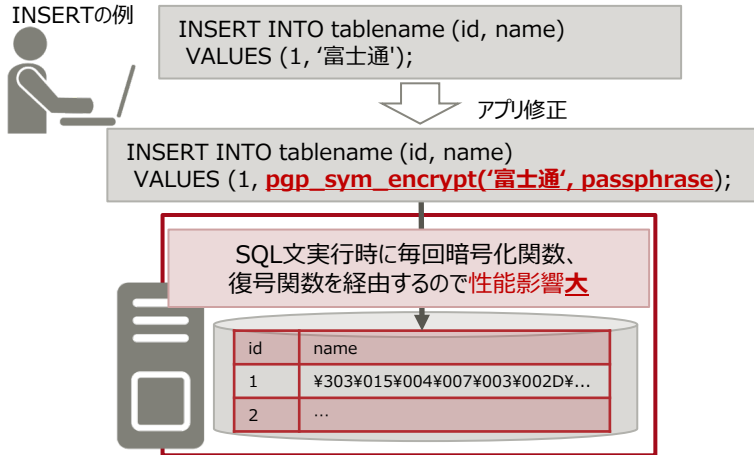 INSERTの例
INSERT INTO tablename (id, name)
VALUES (1, ‘富士通');
アプリ修正
INSERT INTO tablename (id, name)
VALUES (1, pgp_sym_encrypt(‘富士通‘, passphrase);
SQL文実行時に毎回暗号化関数、
復号関数を経由するので性能影響大
id name
1 ¥303¥015¥004¥007¥003¥002D¥...
2 …